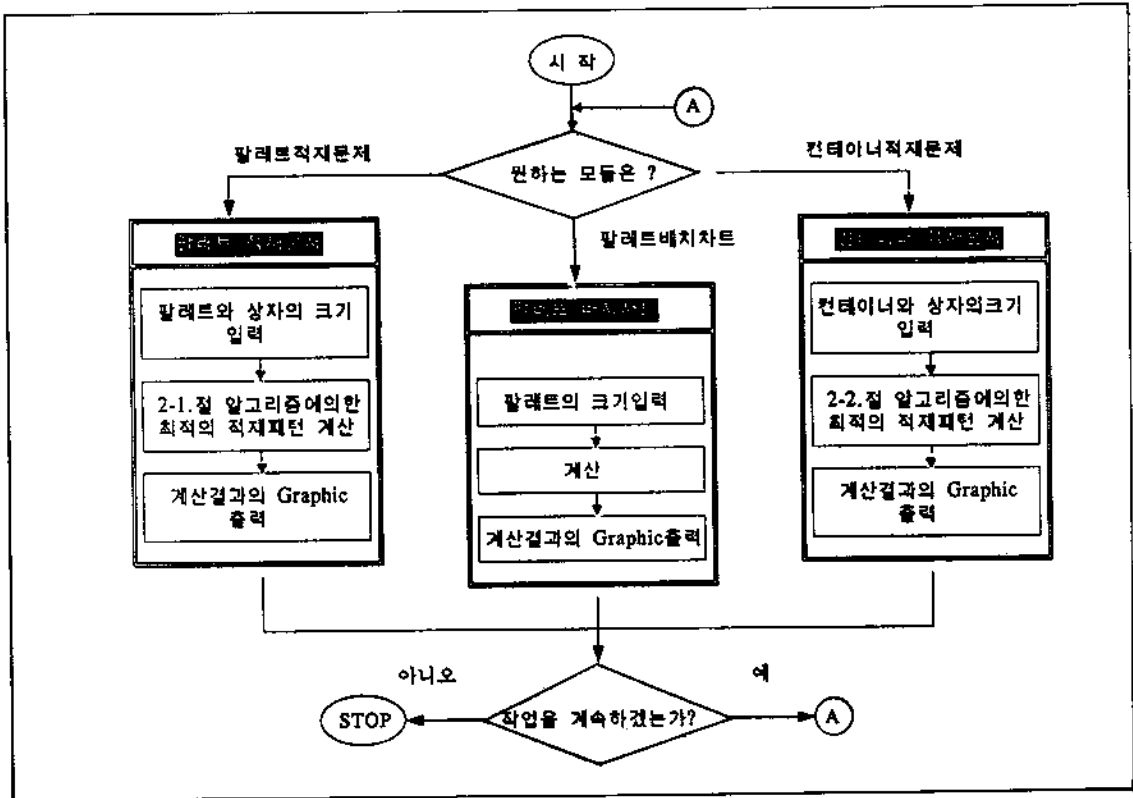 시 작
A
팔레트적재문제
컨테이너적재문제
원하는 모듈은 ?
팔레트배치차트
팔레트와 상자의 크기
입력
2-1.절 알고리즘에의한
최적의 적재패턴 계산
계산결과의 Graphic
출력
팔레트의 크기입력
계산
계산결과의 Graphic출력
컨테이너와 상자의크기
입력
2-2.절 알고리즘에의한
최적의 적재패턴 계산
계산결과의 Graphic
출력
아니오
예
STOP
작업을 계속하겠는가?
A